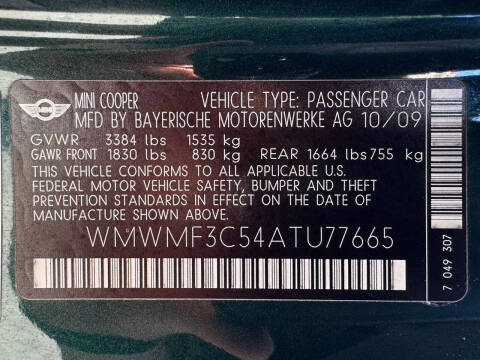 MINI COOPER VEHICLE TYPE: PASSENGER CAR
MFD BY BAYERISCHE MOTORENWERKE AG 10/09
GVWR 3384 lbs 1535 kg
GAWR FRONT 1830 lbs 830 kg REAR 1664 lbs 755 kg
THIS VEHICLE CONFORMS TO ALL APPLICABLE U.S.
FEDERAL MOTOR VEHICLE SAFETY, BUMPER AND THEFT
PREVENTION STANDARDS IN EFFECT ON THE DATE OF
MANUFACTURE SHOWN ABOVE.
WMWMF3C54ATU77665
7 049 307